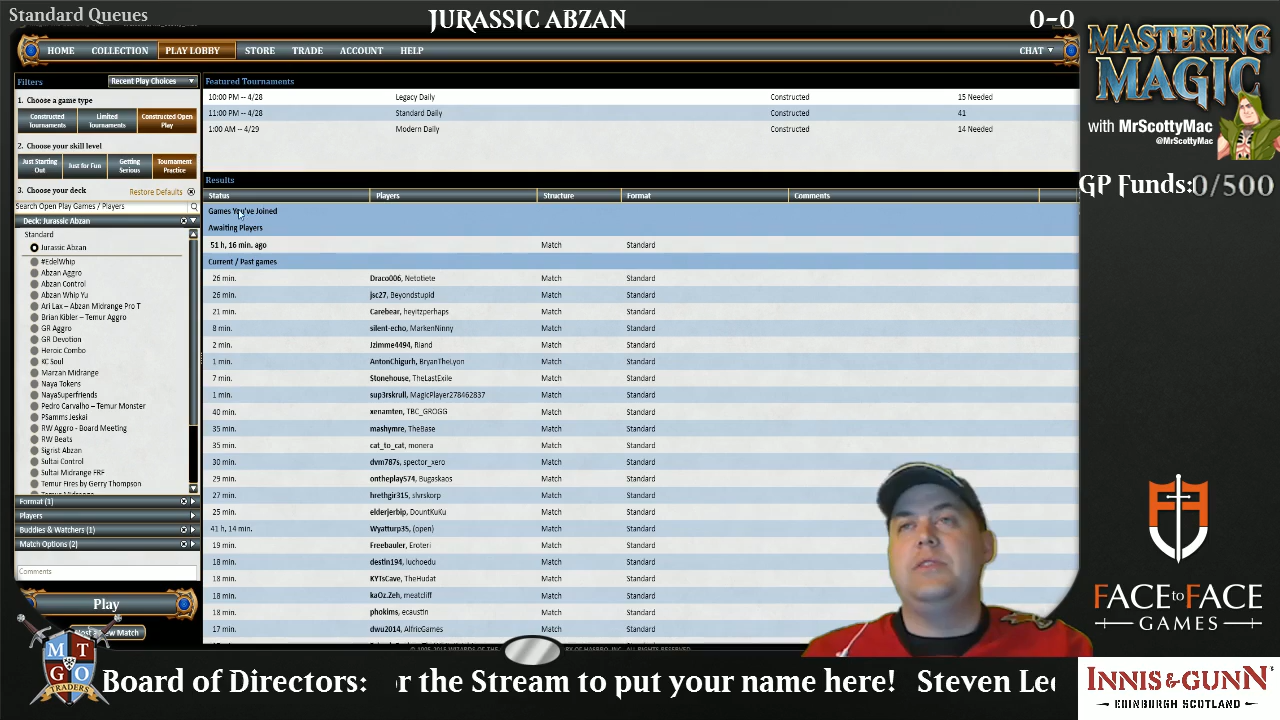 Standard Queues
JURASSIC ABZAN
0-0
HOME COLLECTION PLAY LOBBY STORE TRADE ACCOUNT HELP CHAT
MASTERING
MAGIC
with MrScottyMac
@MrScottyMac
GP Funds: 0/500
Filters
Recent Play Choices
1. Choose a game type
Constructed Tournaments
Limited Tournaments
Constructed Open Play
2. Choose your skill level
Just Starting Out
Just for Fun
Getting Serious
Tournament Practice
3. Choose your deck
Restore Defaults
Search Open Play Games / Players
Deck: Jurassic Abzan
Standard
Jurassic Abzan
#EdelWhip
Abzan Aggro
Abzan Control
Abzan Whip Yu
Ari Lax – Abzan Midrange Pro T
Brian Kibler – Temur Aggro
GR Aggro
GR Devotion
Heroic Combo
KC Soul
Marzan Midrange
Naya Tokens
NayaSuperfriends
Pedro Carvalho – Temur Monster
PSamms Jeskai
RW Aggro - Board Meeting
RW Beats
Sigrist Abzan
Sultai Control
Sultai Midrange FRF
Temur Fires by Gerry Thompson
Format (1)
Players
Buddies & Watchers (1)
Match Options (2)
Comments
Play
Host a New Match
Featured Tournaments
10:00 PM -- 4/28 Legacy Daily Constructed 15 Needed
11:00 PM -- 4/28 Standard Daily Constructed 41
1:00 AM -- 4/29 Modern Daily Constructed 14 Needed
Results
Status Players Structure Format Comments
Games You've Joined
Awaiting Players
51 h, 16 min. ago Match Standard
Current / Past games
26 min. Draco006, Netotiete Match Standard
26 min. jsc27, Beyondstupid Match Standard
21 min. Carebear, heyitzperhaps Match Standard
8 min. silent-echo, MarkenNinny Match Standard
2 min. Jzimme4494, Riand Match Standard
1 min. AntonChigurh, BryanTheLyon Match Standard
7 min. Stonehouse, TheLastExile Match Standard
1 min. sup3rskrull, MagicPlayer278462837 Match Standard
40 min. xenamten, TBC_GROGG Match Standard
35 min. mashymre, TheBase Match Standard
35 min. cat_to_cat, monera Match Standard
30 min. dvm787s, spector_xero Match Standard
29 min. ontheplay574, Bugaskaos Match Standard
27 min. hrethgir315, slvrskorp Match Standard
25 min. elderjerbip, DountKuKu Match Standard
41 h, 14 min. Wyatturp35, (open) Match Standard
19 min. Freebauler, Eroteri Match Standard
18 min. destin194, luchoedu Match Standard
18 min. KYTsCave, TheHudat Match Standard
18 min. kaOz.Zeh, meatcliff Match Standard
18 min. phokims, ecaustin Match Standard
17 min. dwu2014, AlfricGames Match Standard
MTGO
TRADERS
Board of Directors: or the Stream to put your name here! Steven Lee
FACE to FACE
GAMES
INNIS & GUNN
EDINBURGH SCOTLAND